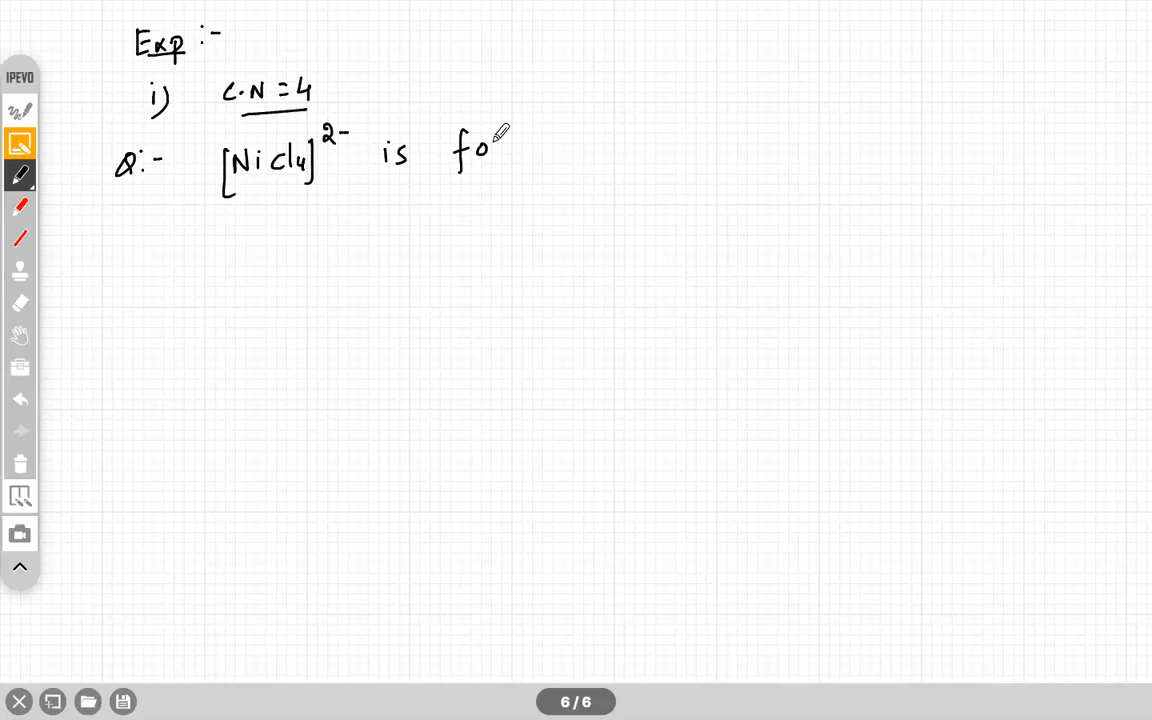 IPEVO
Exp :-
i) C.N = 4
Q:- [NiCl4]2- is fo
6 / 6